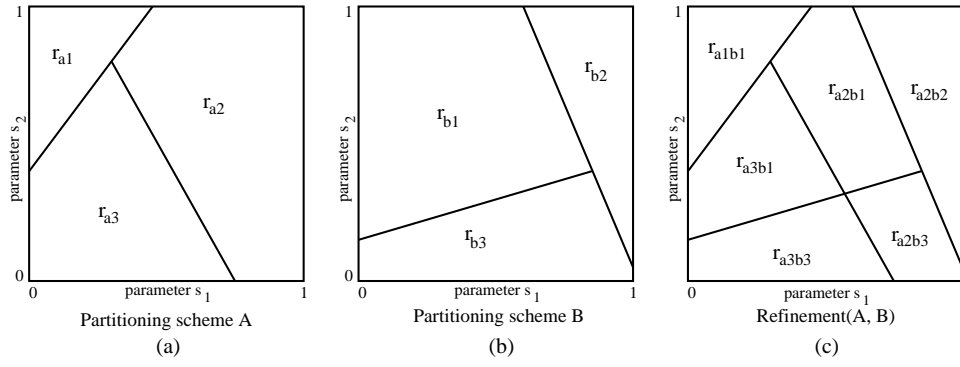 1
r_a1
r_a2
r_a3
parameter s_2
0
0
parameter s_1
1
Partitioning scheme A
(a)
1
r_b1
r_b2
r_b3
parameter s_2
0
0
parameter s_1
1
Partitioning scheme B
(b)
1
r_a1b1
r_a2b1
r_a2b2
r_a3b1
r_a2b3
r_a3b3
parameter s_2
0
0
parameter s_1
1
Refinement(A, B)
(c)